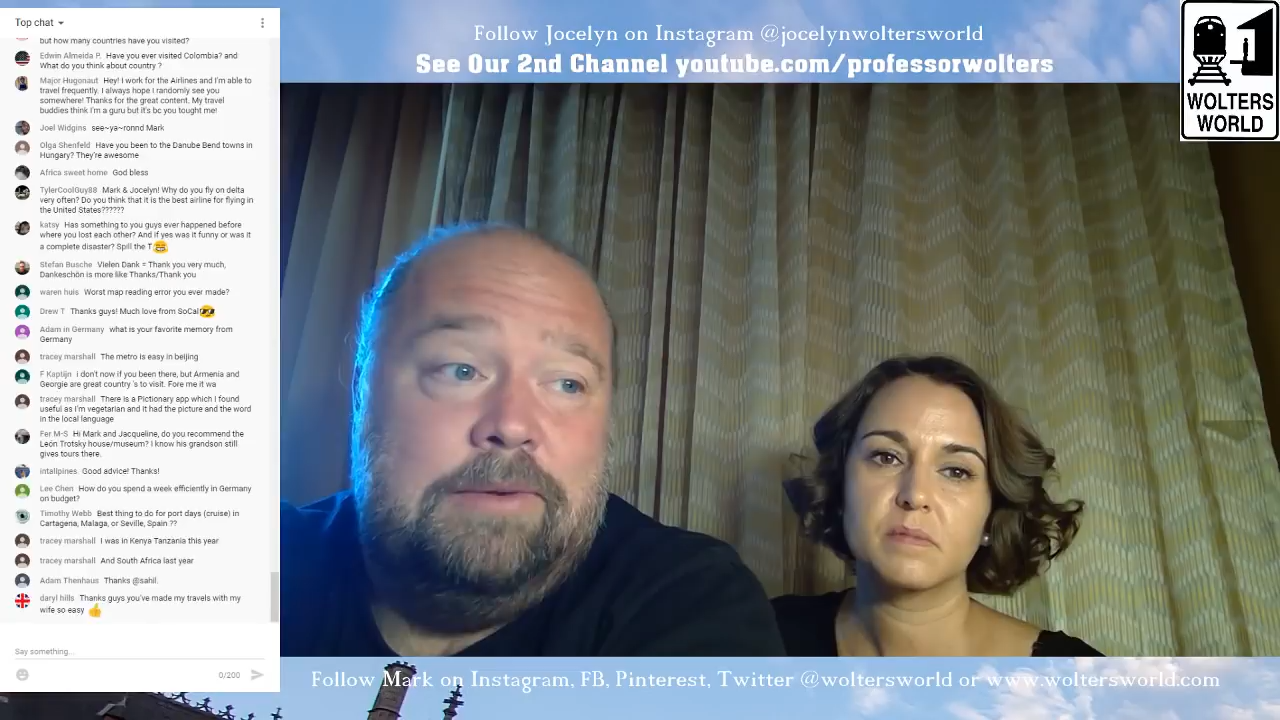 Top chat
but how many countries have you visited?
Edwin Almeida P. Have you ever visited Colombia? and
What do you think about country ?
Major Hugonaut Hey! I work for the Airlines and I'm able to
travel frequently. I always hope I randomly see you
somewhere! Thanks for the great content. My travel
buddies think I'm a guru but it's bc you tought me!
Joel Widgins see~ya~ronnd Mark
Olga Shenfeld Have you been to the Danube Bend towns in
Hungary? They're awesome
Africa sweet home God bless
TylerCoolGuy88 Mark & Jocelyn! Why do you fly on delta
very often? Do you think that it is the best airline for flying in
the United States??????
katsy Has something to you guys ever happened before
where you lost each other? And if yes was it funny or was it
a complete disaster? Spill the T😂
Stefan Busche Vielen Dank = Thank you very much,
Dankeschön is more like Thanks/Thank you
waren huis Worst map reading error you ever made?
Drew T Thanks guys! Much love from SoCal😎
Adam in Germany what is your favorite memory from
Germany
tracey marshall The metro is easy in beijing
F Kaptijn i don't now if you been there, but Armenia and
Georgie are great country 's to visit. Fore me it wa
tracey marshall There is a Pictionary app which I found
useful as I'm vegetarian and it had the picture and the word
in the local language
Fer M-S Hi Mark and Jacqueline, do you recommend the
León Trotsky house/museum? I know his grandson still
gives tours there.
intallpines Good advice! Thanks!
Lee Chen How do you spend a week efficiently in Germany
on budget?
Timothy Webb Best thing to do for port days (cruise) in
Cartagena, Malaga, or Seville, Spain ??
tracey marshall I was in Kenya Tanzania this year
tracey marshall And South Africa last year
Adam Thenhaus Thanks @sahil.
daryl hills Thanks guys you've made my travels with my
wife so easy 👍
Say something...
0/200
Follow Jocelyn on Instagram @jocelynwoltersworld
See Our 2nd Channel youtube.com/professorwolters
WOLTERS
WORLD
Follow Mark on Instagram, FB, Pinterest, Twitter @woltersworld or www.woltersworld.com